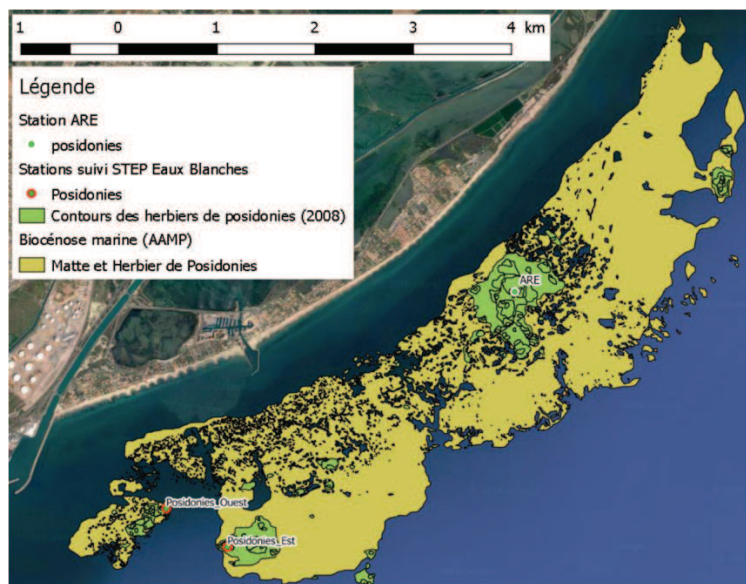 1 0 1 2 3 4 km
Légende
Station ARE
posidonies
Stations suivi STEP Eaux Blanches
Posidonies
Contours des herbiers de posidonies (2008)
Biocénose marine (AAMP)
Matte et Herbier de Posidonies
ARE
Posidonies_Ouest
Posidonies_Est